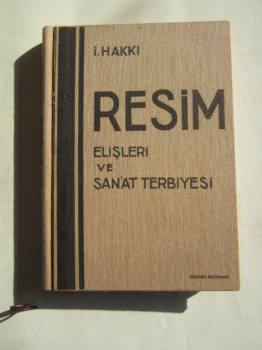 İ. HAKKI
RESİM
ELİŞLERİ
VE
SAN'AT TERBİYESİ